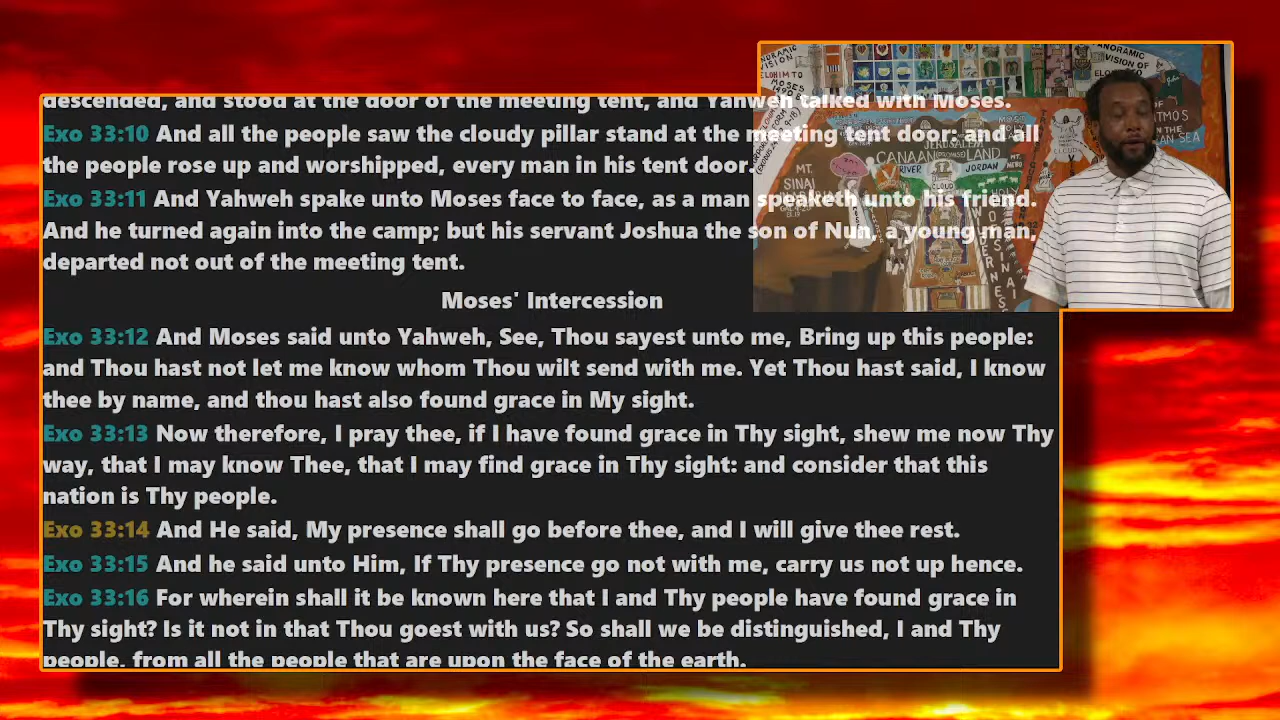 descended, and stood at the door of the meeting tent, and Yahweh talked with Moses.
Exo 33:10 And all the people saw the cloudy pillar stand at the meeting tent door: and all
the people rose up and worshipped, every man in his tent door.
Exo 33:11 And Yahweh spake unto Moses face to face, as a man speaketh unto his friend.
And he turned again into the camp; but his servant Joshua the son of Nun, a young man,
departed not out of the meeting tent.
Moses' Intercession
Exo 33:12 And Moses said unto Yahweh, See, Thou sayest unto me, Bring up this people:
and Thou hast not let me know whom Thou wilt send with me. Yet Thou hast said, I know
thee by name, and thou hast also found grace in My sight.
Exo 33:13 Now therefore, I pray thee, if I have found grace in Thy sight, shew me now Thy
way, that I may know Thee, that I may find grace in Thy sight: and consider that this
nation is Thy people.
Exo 33:14 And He said, My presence shall go before thee, and I will give thee rest.
Exo 33:15 And he said unto Him, If Thy presence go not with me, carry us not up hence.
Exo 33:16 For wherein shall it be known here that I and Thy people have found grace in
Thy sight? Is it not in that Thou goest with us? So shall we be distinguished, I and Thy
people, from all the people that are upon the face of the earth.
VISION
ELOHIM TO
MOSES
PANORAMIC
VISION OF
JERUSALEM
CANAAN LAND
RIVER
JORDAN
CLOUD
MT.
SINAI